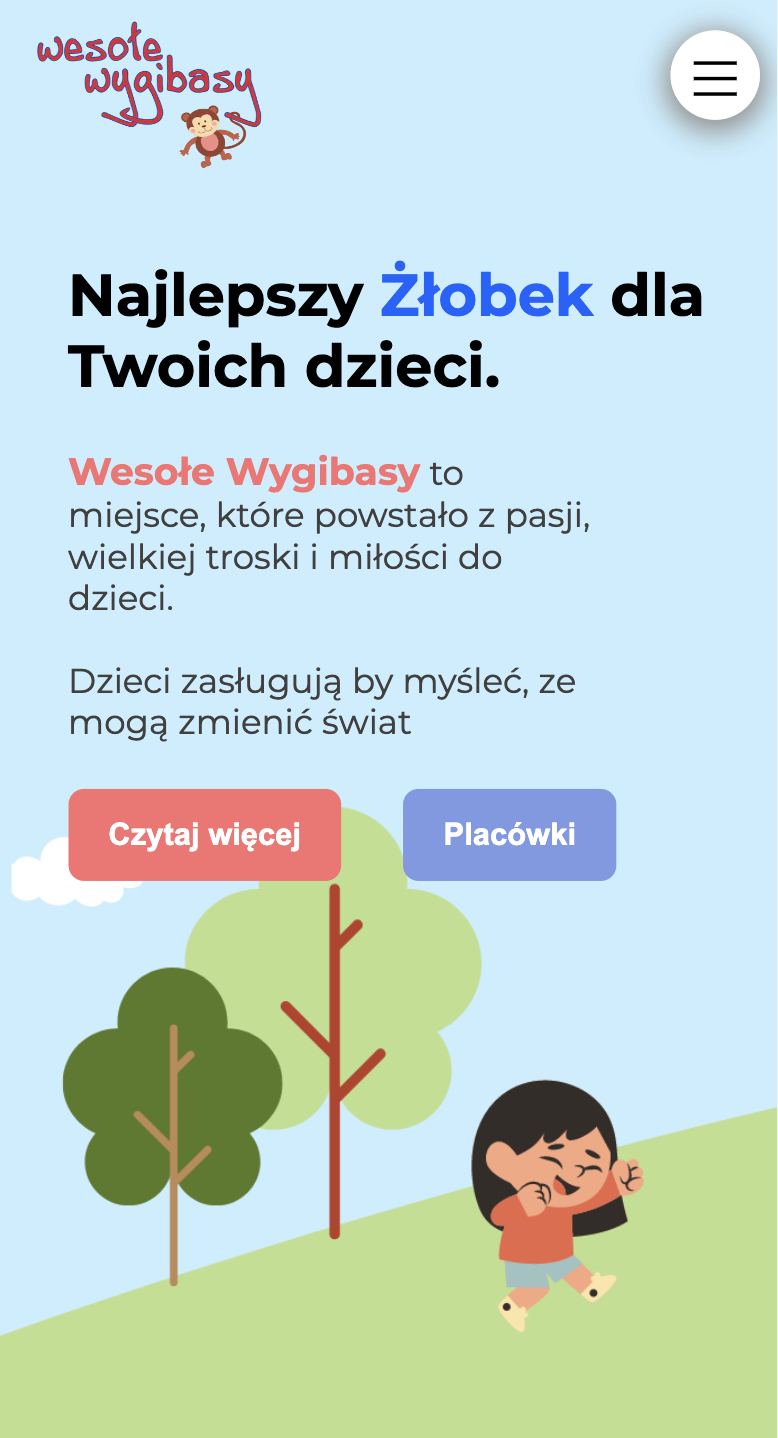 wesołe
wygibasy
Najlepszy Żłobek dla
Twoich dzieci.
Wesołe Wygibasy to
miejsce, które powstało z pasji,
wielkiej troski i miłości do
dzieci.
Dzieci zasługują by myśleć, ze
mogą zmienić świat
Czytaj więcej
Placówki